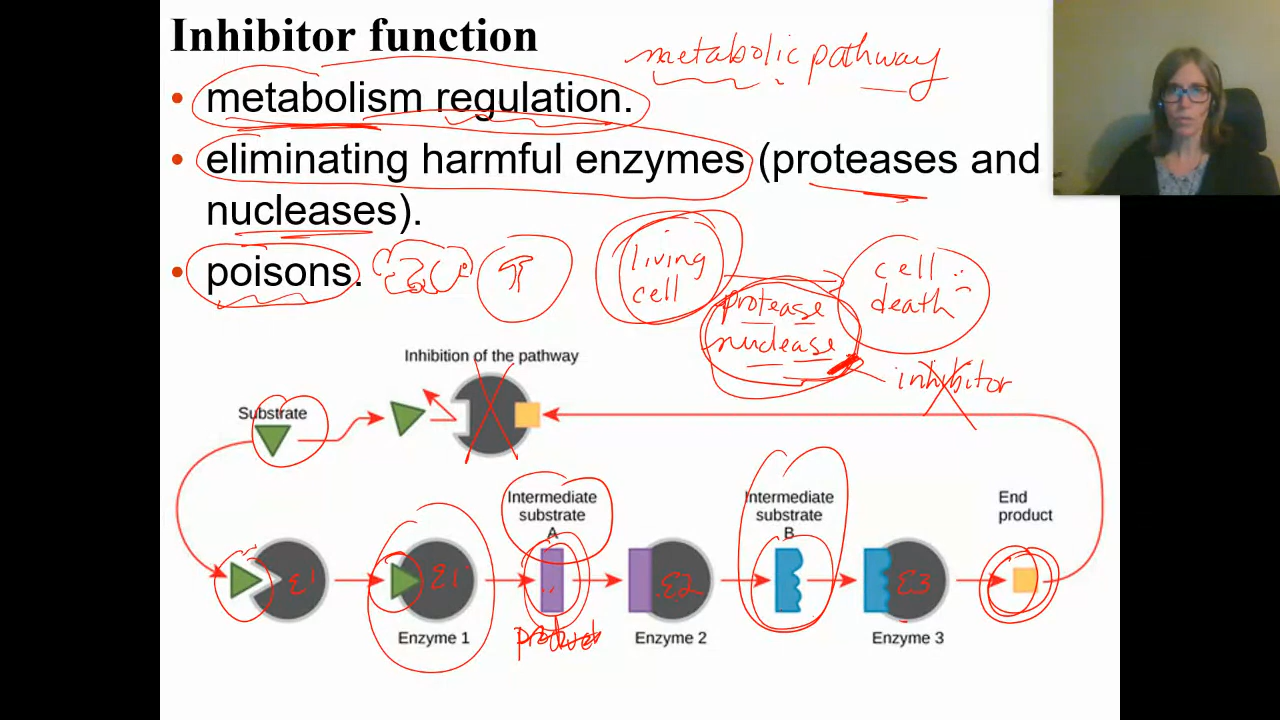 Inhibitor function
metabolic pathway
• metabolism regulation.
• eliminating harmful enzymes (proteases and
nucleases).
• poisons.
living
cell
protease
nuclease
cell
death
inhibitor
Inhibition of the pathway
Substrate
Intermediate
substrate
A
Intermediate
substrate
B
End
product
E1
E1
E2
E3
Enzyme 1
product
Enzyme 2
Enzyme 3